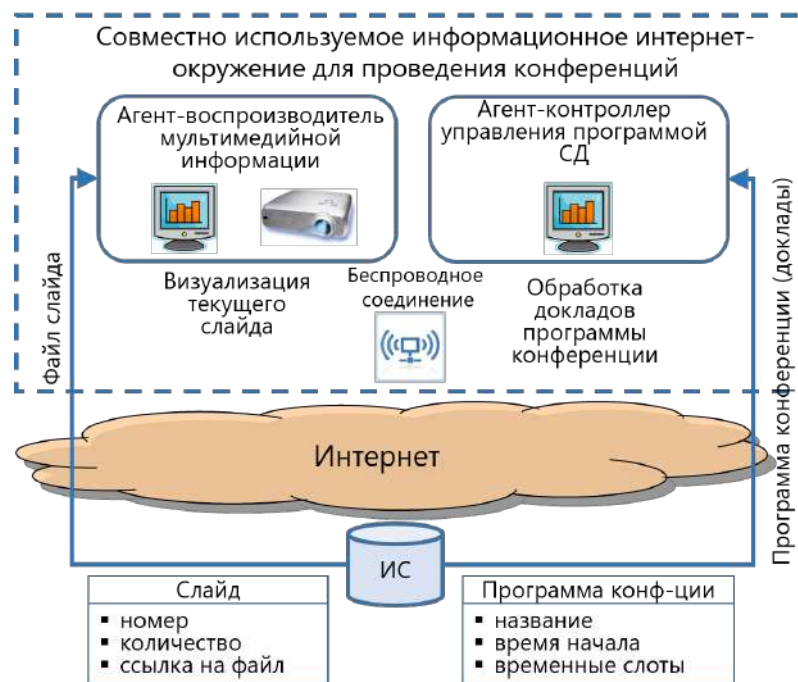 Совместно используемое информационное интернет-
окружение для проведения конференций
Агент-воспроизводитель
мультимедийной
информации
Агент-контроллер
управления программой
СД
Визуализация
текущего
слайда
Беспроводное
соединение
Обработка
докладов
программы
конференции
Файл слайда
Программа конференции (доклады)
Интернет
ИС
Слайд
▪ номер
▪ количество
▪ ссылка на файл
Программа конф-ции
▪ название
▪ время начала
▪ временные слоты